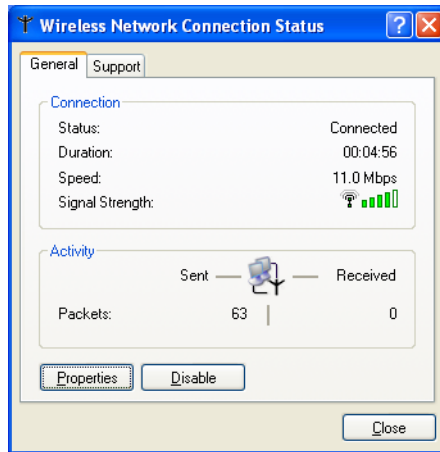 Wireless Network Connection Status
General Support
Connection
Status: Connected
Duration: 00:04:56
Speed: 11.0 Mbps
Signal Strength:
Activity
Sent Received
Packets: 63 0
Properties Disable
Close